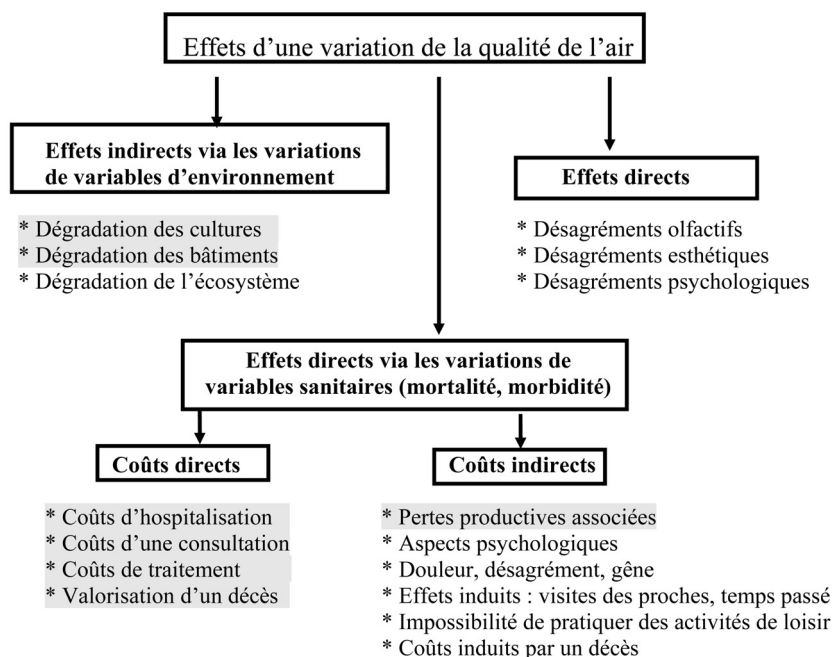 Effets d’une variation de la qualité de l’air
Effets indirects via les variations
de variables d’environnement
* Dégradation des cultures
* Dégradation des bâtiments
* Dégradation de l’écosystème
Effets directs
* Désagréments olfactifs
* Désagréments esthétiques
* Désagréments psychologiques
Effets directs via les variations de
variables sanitaires (mortalité, morbidité)
Coûts directs
* Coûts d’hospitalisation
* Coûts d’une consultation
* Coûts de traitement
* Valorisation d’un décès
Coûts indirects
* Pertes productives associées
* Aspects psychologiques
* Douleur, désagrément, gêne
* Effets induits : visites des proches, temps passé
* Impossibilité de pratiquer des activités de loisir
* Coûts induits par un décès